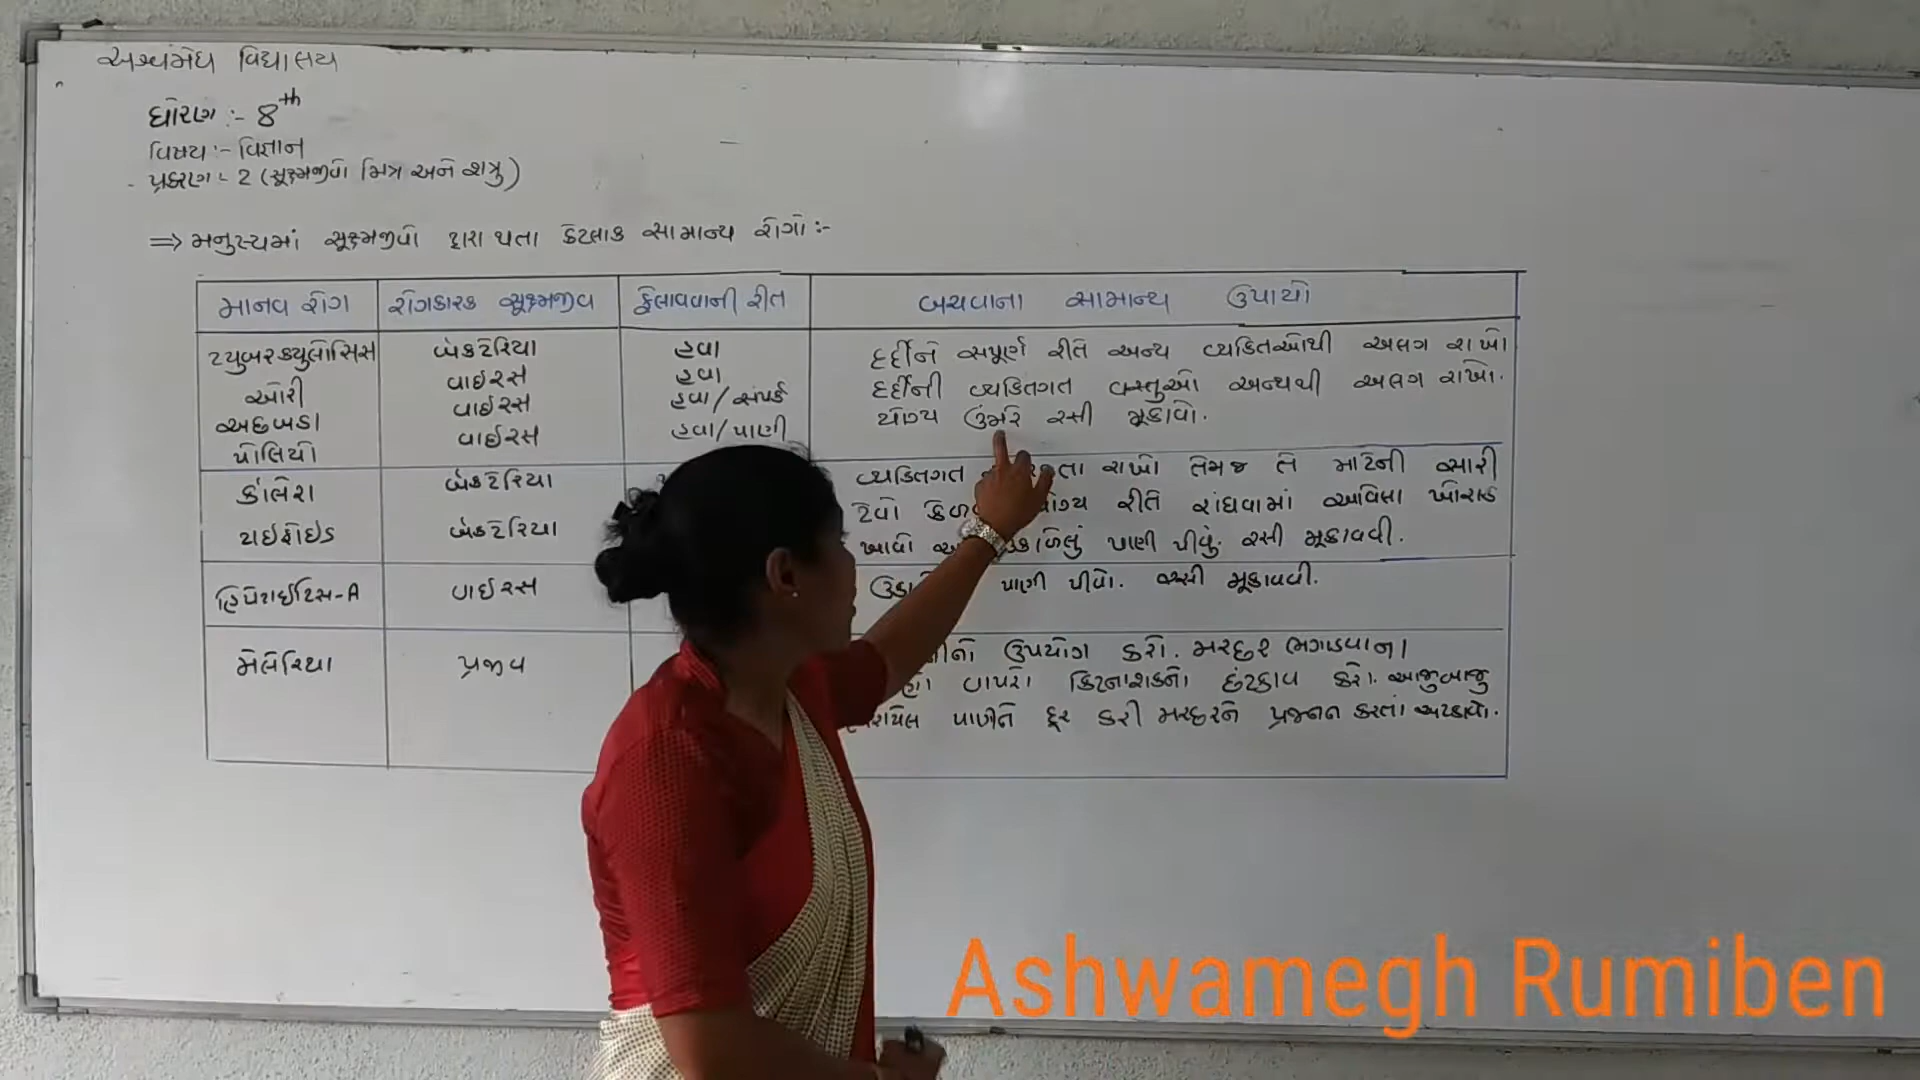 અશ્વમેધ વિદ્યાલય
ધોરણ :- 8th
વિષય :- વિજ્ઞાન
પ્રકરણ :- 2 (સૂક્ષ્મજીવો મિત્ર અને શત્રુ)
⇒ મનુસ્યમાં સૂક્ષ્મજીવો દ્વારા થતા કેટલાક સામાન્ય રોગો :-
માનવ રોગ રોગકારક સૂક્ષ્મજીવ ફેલાવવાની રીત બચવાના સામાન્ય ઉપાયો
ટ્યુબરક્યુલોસિસ બેક્ટેરિયા હવા દર્દીને સંપૂર્ણ રીતે અન્ય વ્યક્તિઓથી અલગ રાખો
ઓરી વાઈરસ હવા દર્દીની વ્યક્તિગત વસ્તુઓ અન્યથી અલગ રાખો.
અછબડા વાઈરસ હવા/સંપર્ક યોગ્ય ઉંમરે રસી મૂકાવો.
પોલિયો વાઈરસ હવા/પાણી
કોલેરા બેક્ટેરિયા વ્યક્તિગત રાખો તેમજ તે માટેની સારી
ટેવો રીતે રાંધવામાં આવેલા ખોરાક
ટાઈફોઈડ બેક્ટેરિયા ખાવો પાણી પીવું. રસી મૂકાવવી.
હિપેટાઈટિસ-A વાઈરસ પાણી પીવો. રસી મૂકાવવી.
મેલેરિયા પ્રજીવ ઉપયોગ કરો. મચ્છર ભગાડવાના
વાપરો કિટનાશકનો છંટકાવ કરો. આજુબાજુ
પાણીને દૂર કરી મચ્છરને પ્રજનન કરતાં અટકાવો.
Ashwamegh Rumiben